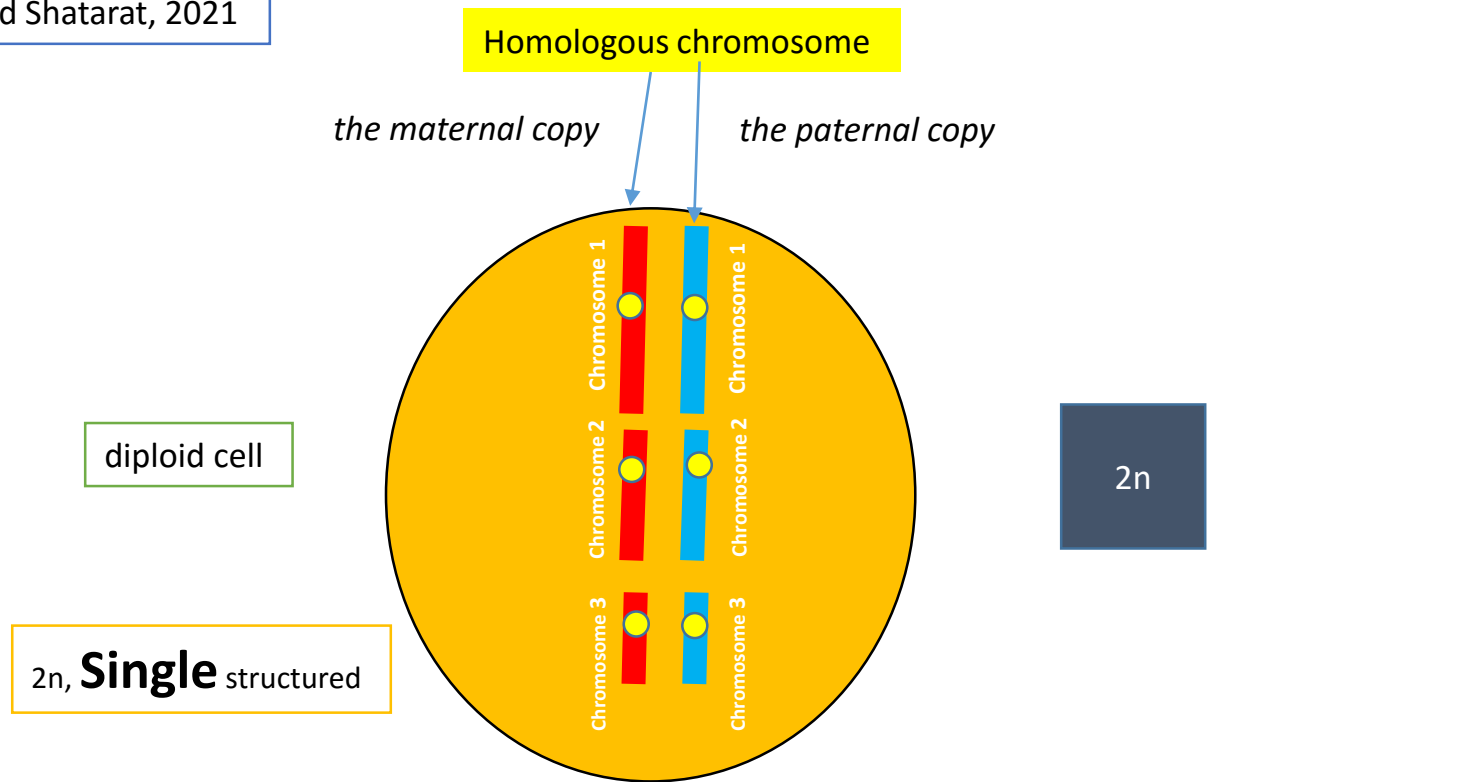 d Shatarat, 2021
Homologous chromosome
the maternal copy
the paternal copy
Chromosome 1
Chromosome 1
diploid cell
Chromosome 2
Chromosome 2
2n
2n, Single structured
Chromosome 3
Chromosome 3